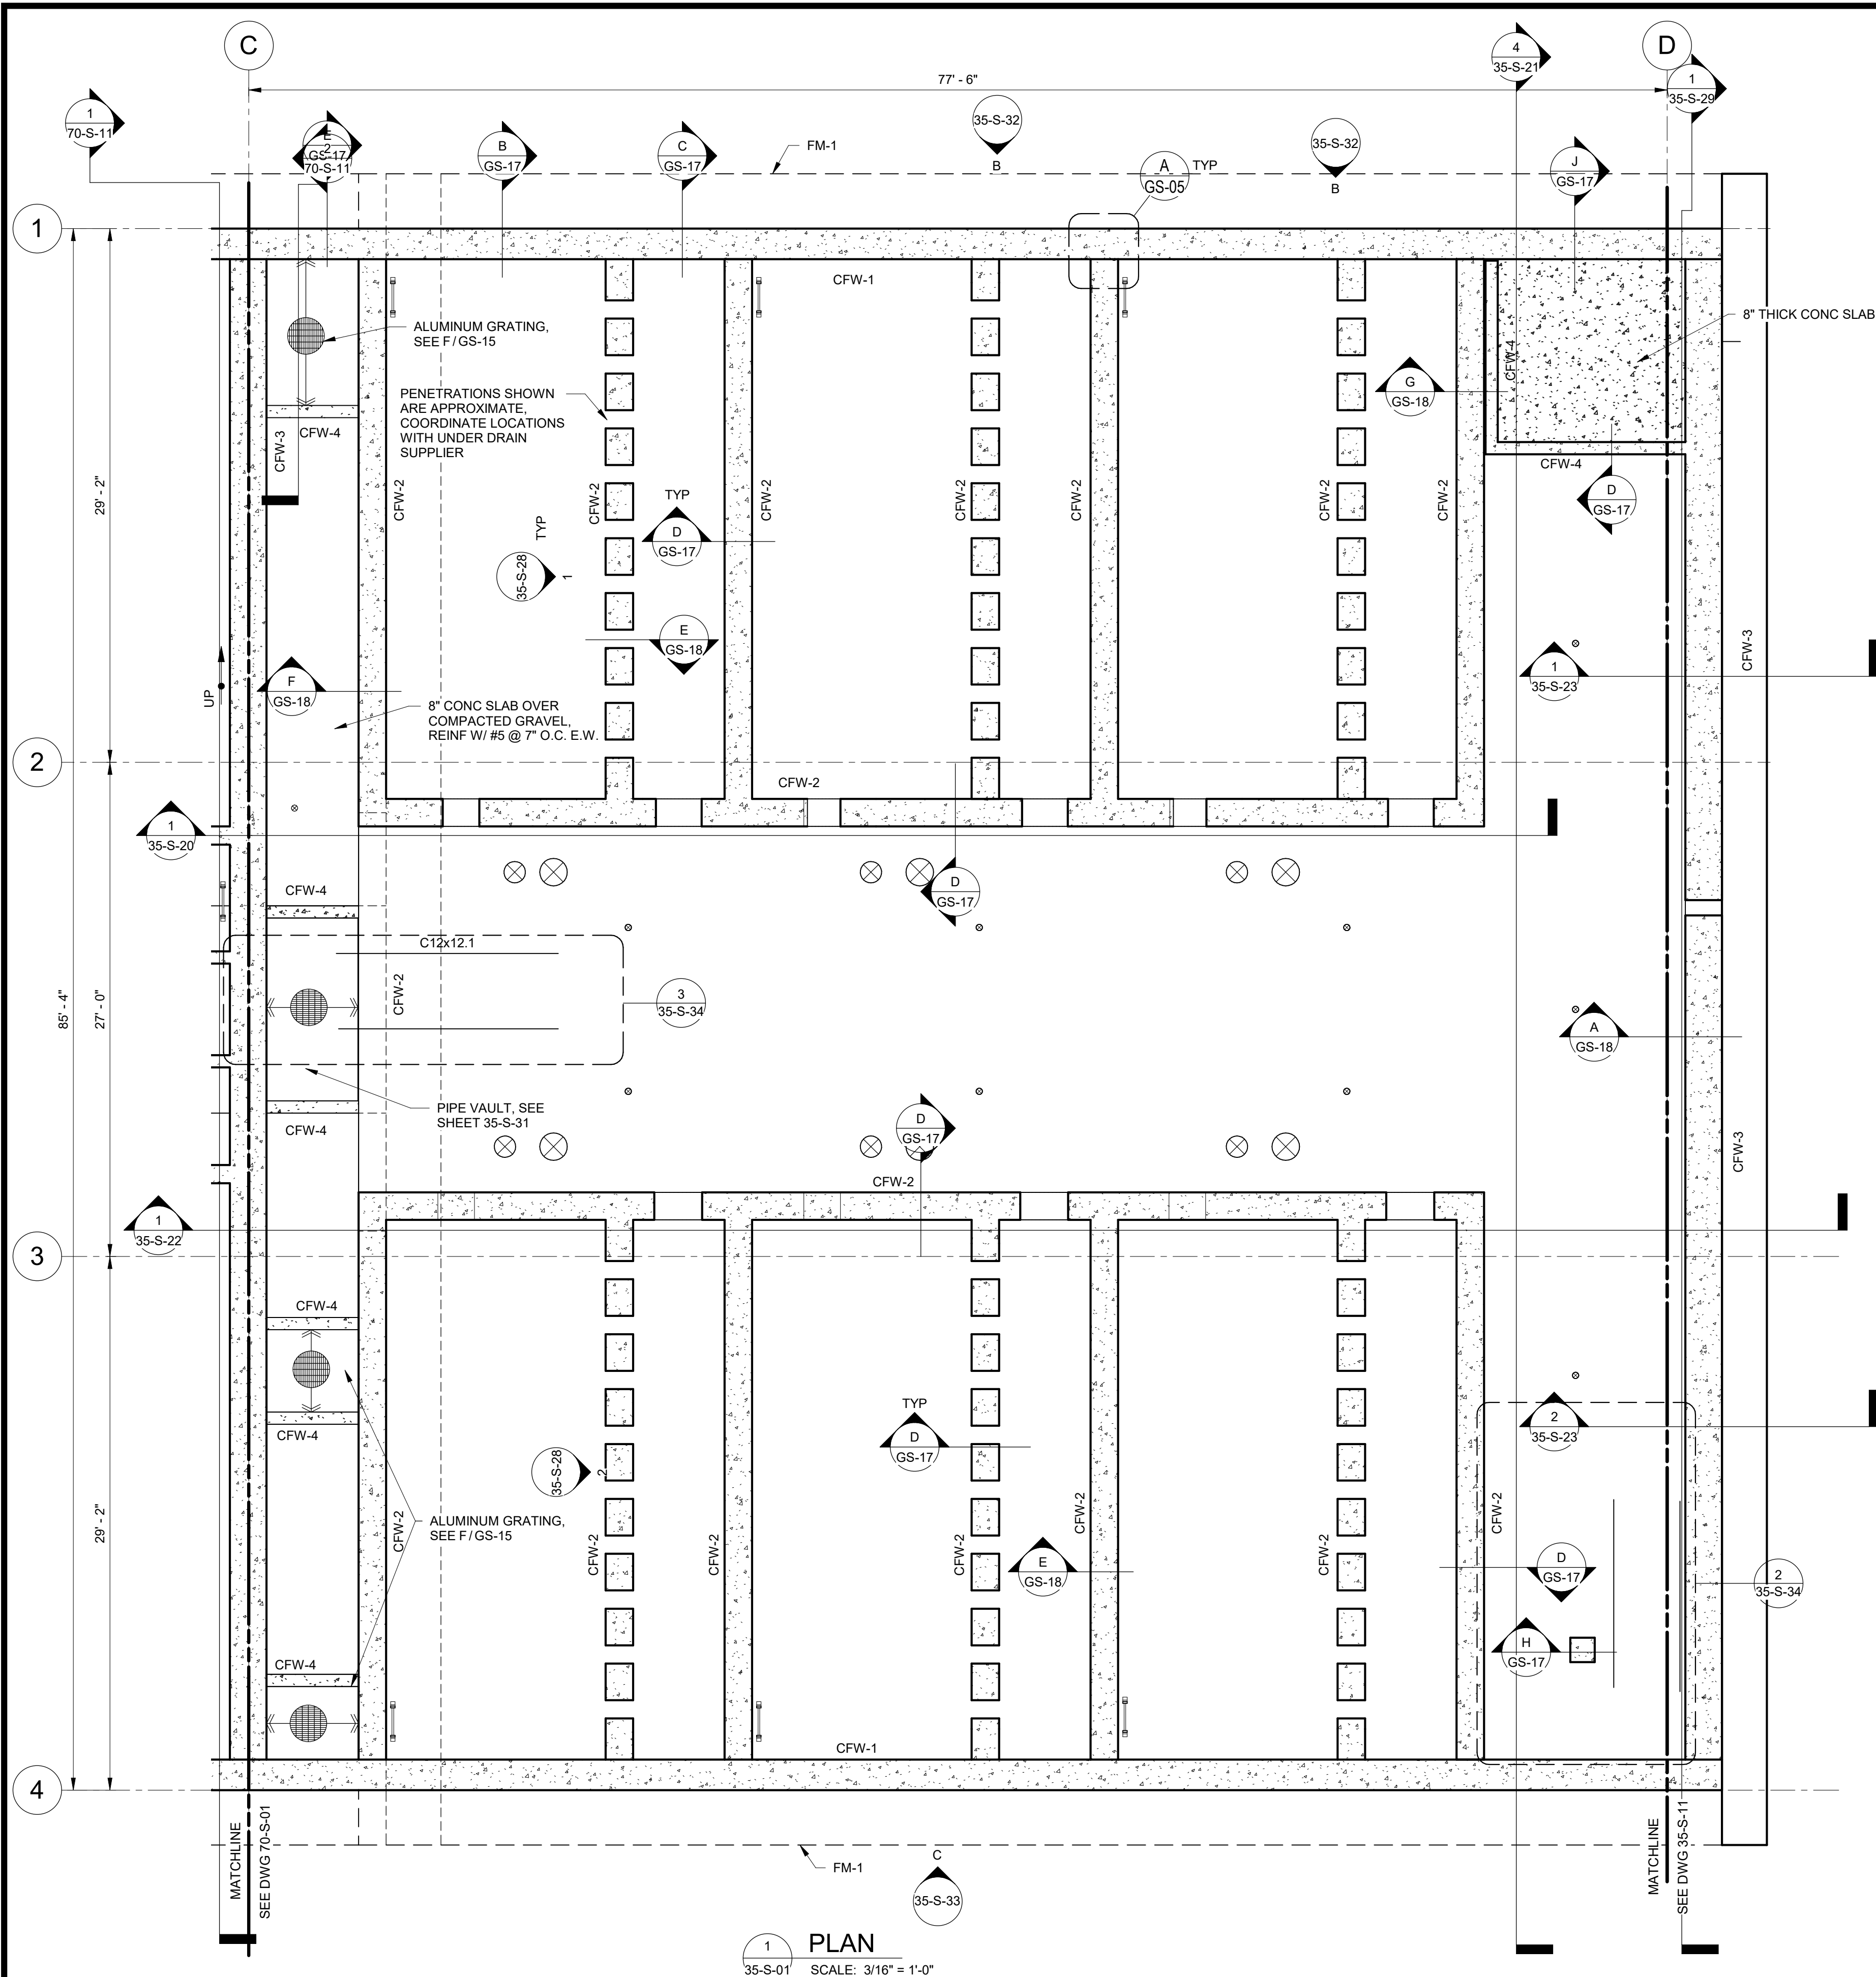 C
D
4
35-S-21
1
35-S-29
77' - 6"
1
70-S-11
E
GS-17
2
70-S-11
B
GS-17
C
GS-17
FM-1
35-S-32
B
A
GS-05
TYP
35-S-32
B
J
GS-17
1
CFW-1
8" THICK CONC SLAB
ALUMINUM GRATING,
SEE F / GS-15
CFW-4
G
GS-18
PENETRATIONS SHOWN
ARE APPROXIMATE,
COORDINATE LOCATIONS
WITH UNDER DRAIN
SUPPLIER
CFW-4
CFW-3
CFW-4
29' - 2"
CFW-2
CFW-2
TYP
D
GS-17
CFW-2
CFW-2
CFW-2
CFW-2
CFW-2
D
GS-17
TYP
35-S-28
1
E
GS-18
CFW-3
1
35-S-23
UP
F
GS-18
8" CONC SLAB OVER
COMPACTED GRAVEL,
REINF W/ #5 @ 7" O.C. E.W.
2
CFW-2
1
35-S-20
D
GS-17
CFW-4
C12x12.1
CFW-2
3
35-S-34
85' - 4"
27' - 0"
A
GS-18
PIPE VAULT, SEE
SHEET 35-S-31
CFW-4
D
GS-17
CFW-3
CFW-2
1
35-S-22
3
CFW-4
TYP
D
GS-17
2
35-S-23
CFW-4
35-S-28
2
29' - 2"
ALUMINUM GRATING,
SEE F / GS-15
CFW-2
CFW-2
CFW-2
CFW-2
CFW-2
CFW-2
CFW-2
E
GS-18
D
GS-17
2
35-S-34
H
GS-17
CFW-4
CFW-1
4
MATCHLINE
SEE DWG 70-S-01
FM-1
C
35-S-33
MATCHLINE
SEE DWG 35-S-11
1
35-S-01
PLAN
SCALE: 3/16" = 1'-0"